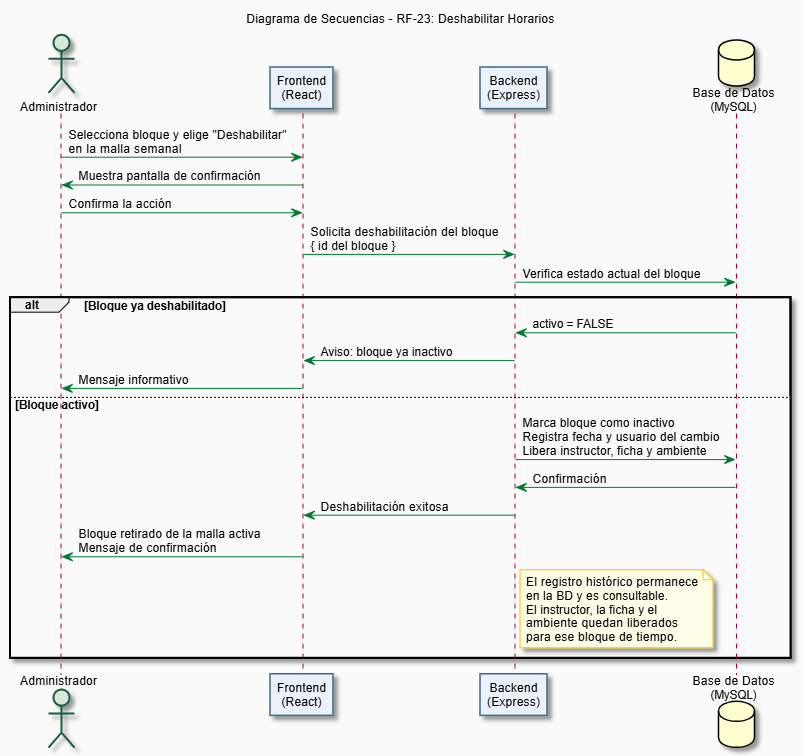 Diagrama de Secuencias - RF-23: Deshabilitar Horarios
Administrador
Frontend
(React)
Backend
(Express)
Base de Datos
(MySQL)
Selecciona bloque y elige "Deshabilitar"
en la malla semanal
Muestra pantalla de confirmación
Confirma la acción
Solicita deshabilitación del bloque
{ id del bloque }
Verifica estado actual del bloque
alt
[Bloque ya deshabilitado]
activo = FALSE
Aviso: bloque ya inactivo
Mensaje informativo
[Bloque activo]
Marca bloque como inactivo
Registra fecha y usuario del cambio
Libera instructor, ficha y ambiente
Confirmación
Deshabilitación exitosa
Bloque retirado de la malla activa
Mensaje de confirmación
El registro histórico permanece
en la BD y es consultable.
El instructor, la ficha y el
ambiente quedan liberados
para ese bloque de tiempo.
Administrador
Frontend
(React)
Backend
(Express)
Base de Datos
(MySQL)